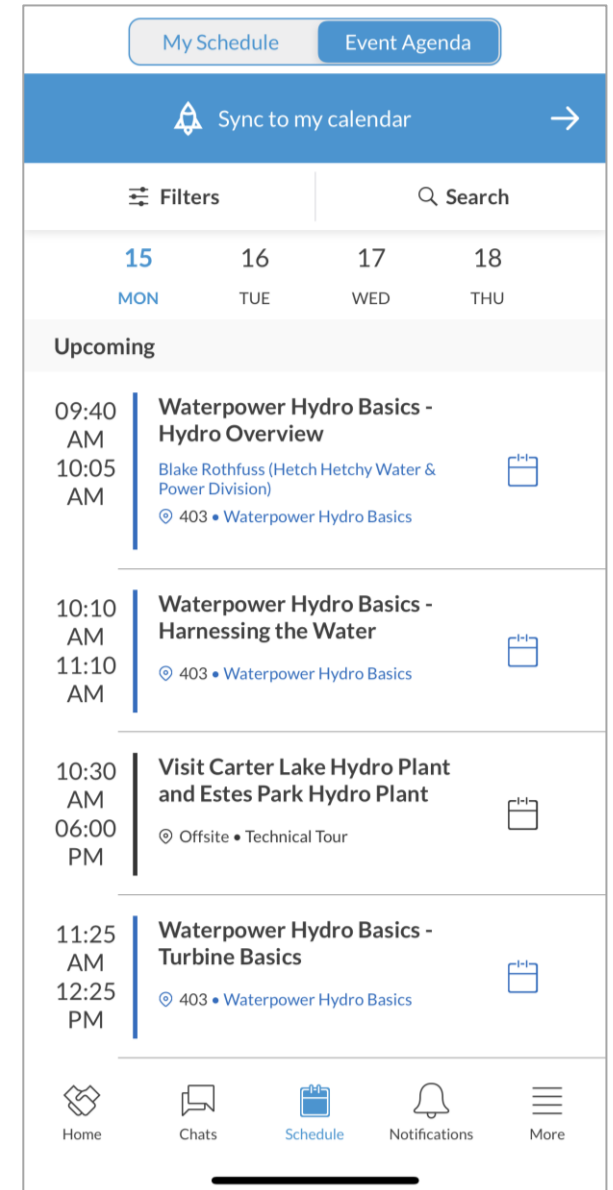 My Schedule
Event Agenda
Sync to my calendar
Filters
Search
15
16
17
18
MON
TUE
WED
THU
Upcoming
09:40
AM
10:05
AM
Waterpower Hydro Basics -
Hydro Overview
Blake Rothfuss (Hetch Hetchy Water &
Power Division)
403 • Waterpower Hydro Basics
10:10
AM
11:10
AM
Waterpower Hydro Basics -
Harnessing the Water
403 • Waterpower Hydro Basics
10:30
AM
06:00
PM
Visit Carter Lake Hydro Plant
and Estes Park Hydro Plant
Offsite • Technical Tour
11:25
AM
12:25
PM
Waterpower Hydro Basics -
Turbine Basics
403 • Waterpower Hydro Basics
Home
Chats
Schedule
Notifications
More